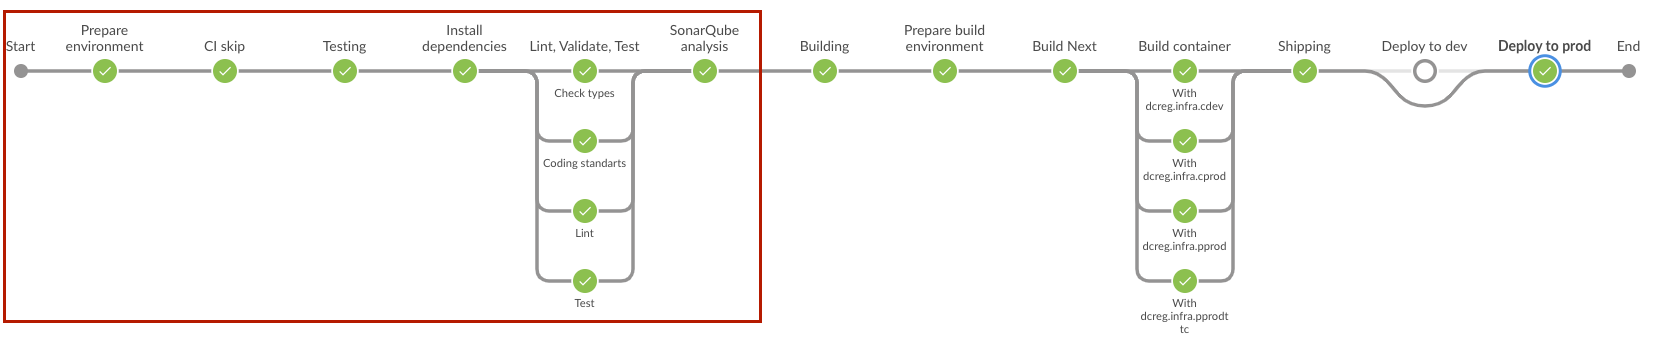 Start
Prepare
environment
CI skip
Testing
Install
dependencies
Lint, Validate, Test
SonarQube
analysis
Building
Prepare build
environment
Build Next
Build container
Shipping
Deploy to dev
Deploy to prod
End
Check types
Coding standarts
Lint
Test
With
dcreg.infra.cdev
With
dcreg.infra.cprod
With
dcreg.infra.pprod
With
dcreg.infra.pprodt
tc